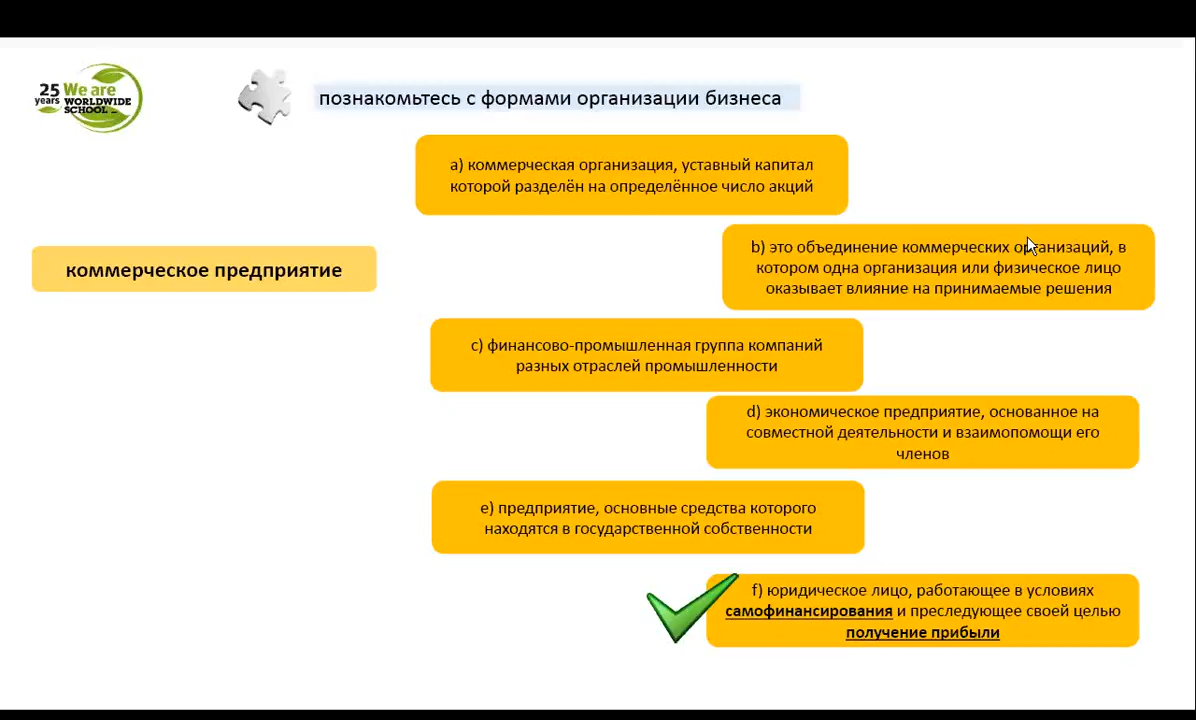 25 We are
years WORLDWIDE
SCHOOL
познакомьтесь с формами организации бизнеса
a) коммерческая организация, уставный капитал
которой разделён на определённое число акций
b) это объединение коммерческих организаций, в
котором одна организация или физическое лицо
оказывает влияние на принимаемые решения
коммерческое предприятие
c) финансово-промышленная группа компаний
разных отраслей промышленности
d) экономическое предприятие, основанное на
совместной деятельности и взаимопомощи его
членов
e) предприятие, основные средства которого
находятся в государственной собственности
f) юридическое лицо, работающее в условиях
самофинансирования и преследующее своей целью
получение прибыли